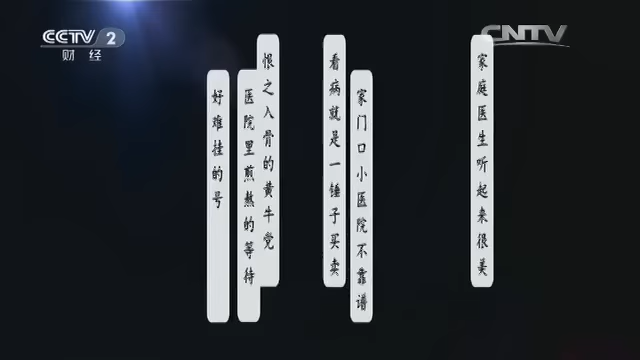 CCTV 2
财经
CNTV
好难挂的号
医院里煎熬的等待
恨之入骨的黄牛党
看病就是一锤子买卖
家门口小医院不靠谱
家庭医生听起来很美